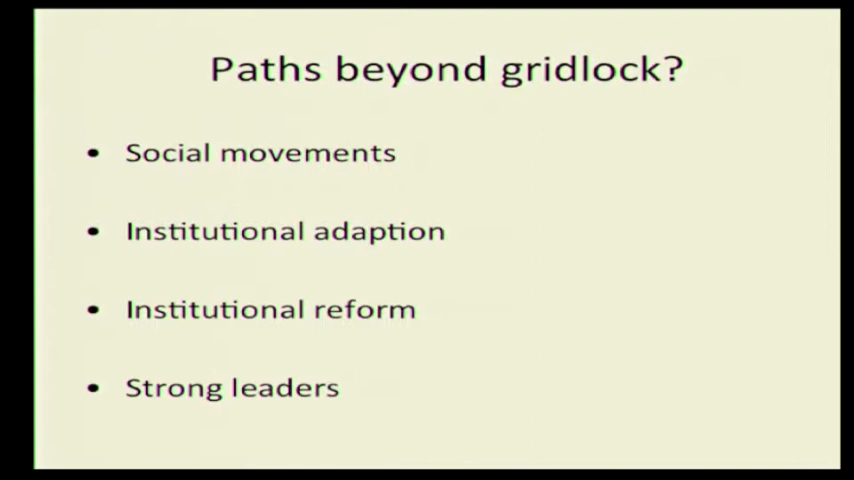 Paths beyond gridlock?
• Social movements
• Institutional adaption
• Institutional reform
• Strong leaders